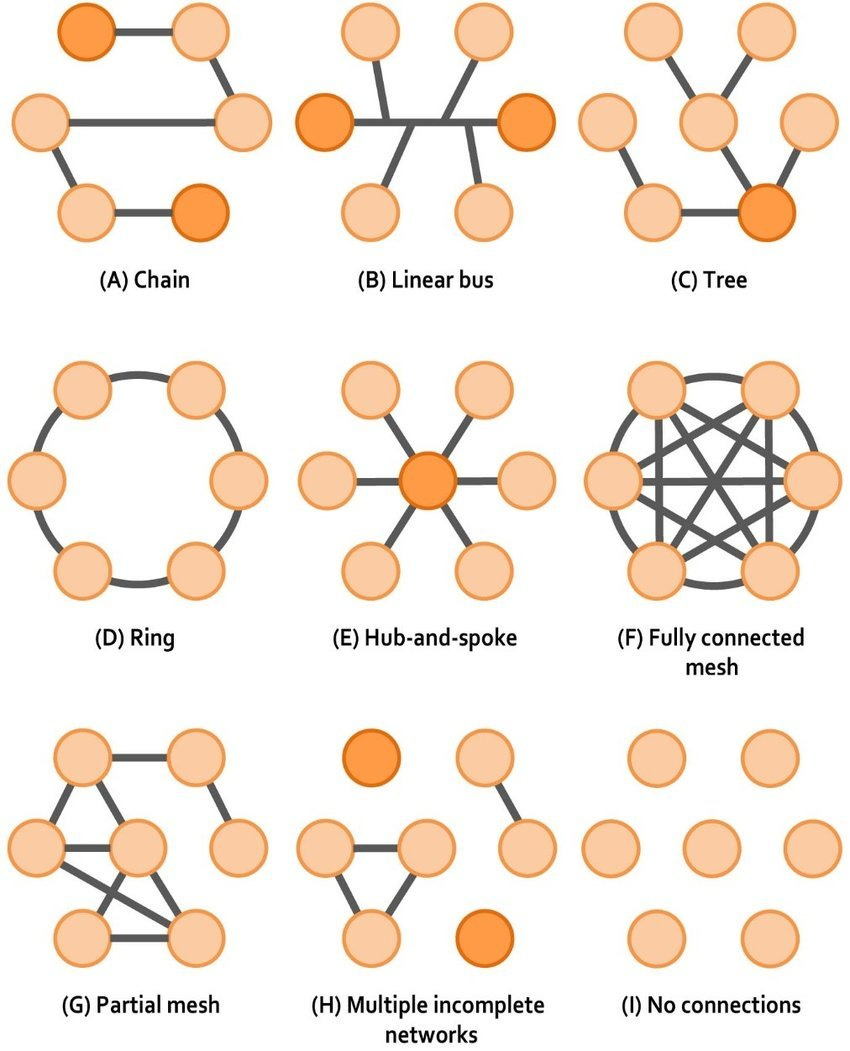 (A) Chain
(B) Linear bus
(C) Tree
(D) Ring
(E) Hub-and-spoke
(F) Fully connected
mesh
(G) Partial mesh
(H) Multiple incomplete
networks
(I) No connections